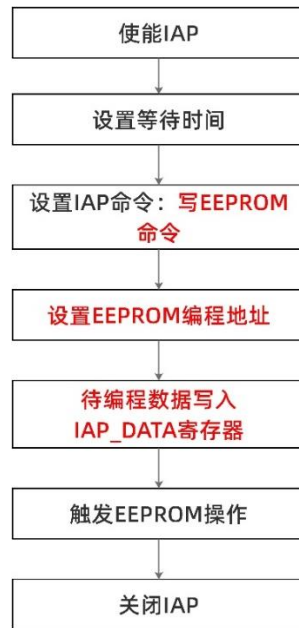 使能IAP
设置等待时间
设置IAP命令：写EEPROM
命令
设置EEPROM编程地址
待编程数据写入
IAP_DATA寄存器
触发EEPROM操作
关闭IAP